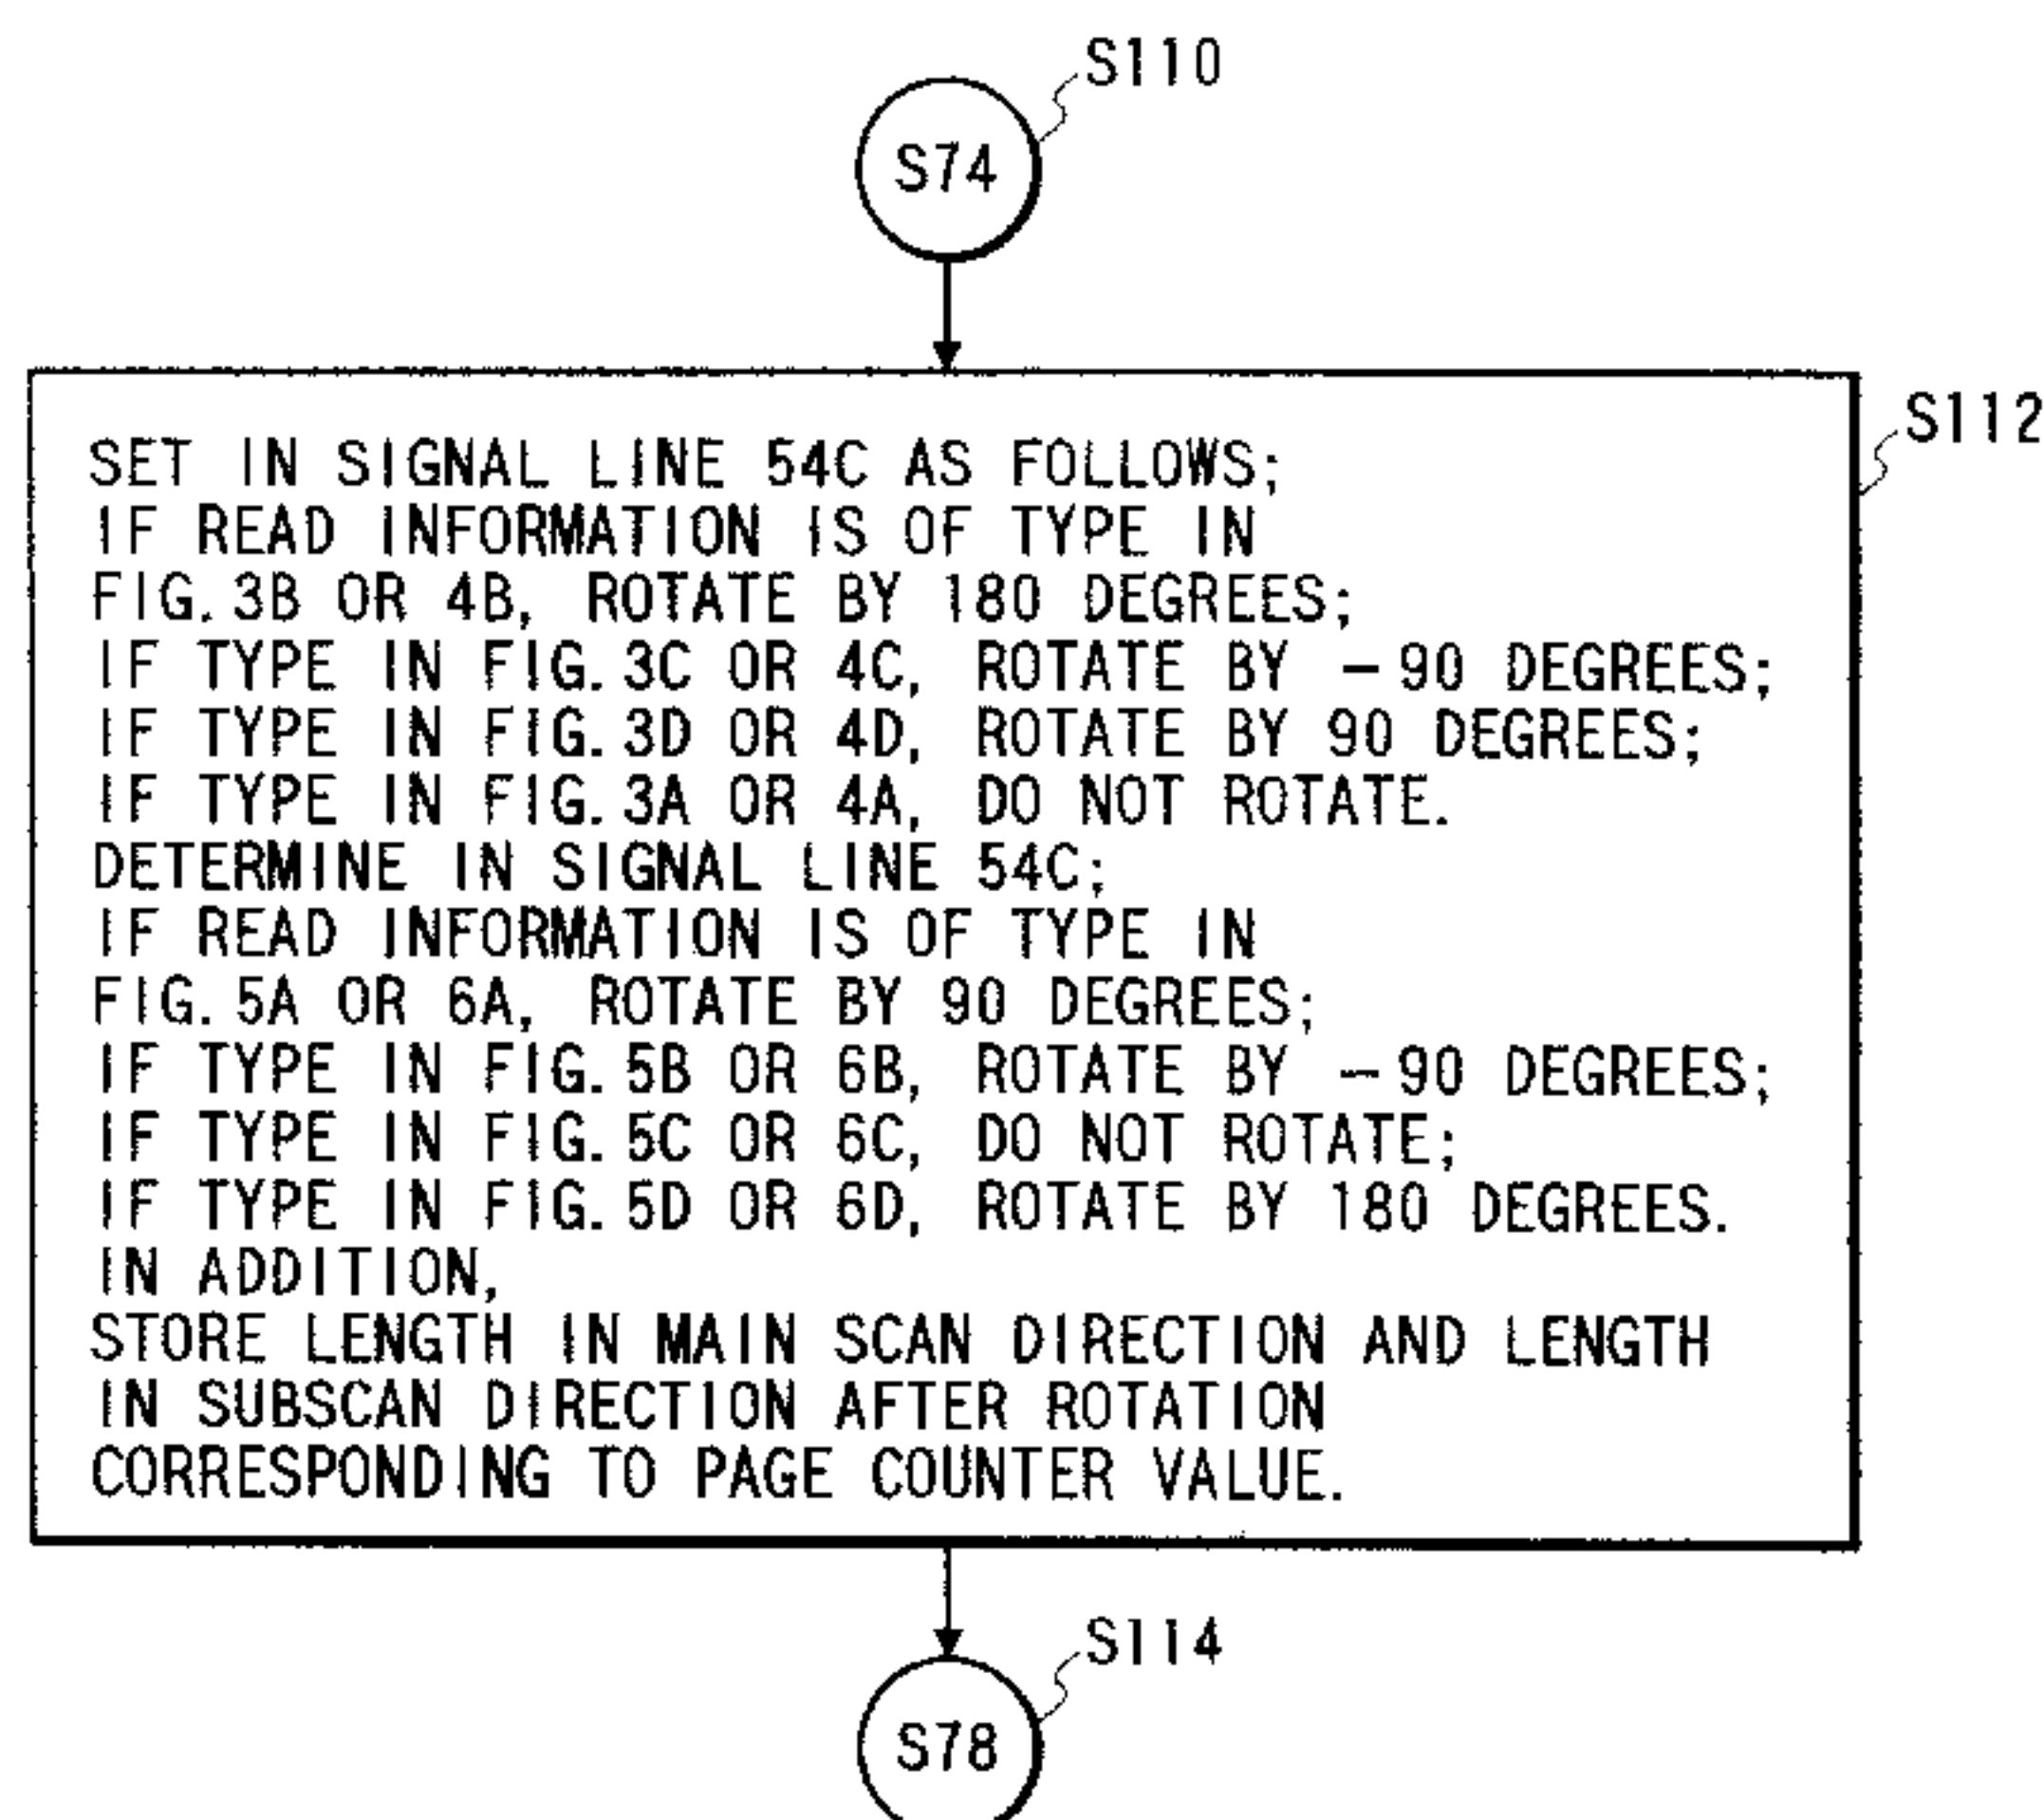 S110
S74
S112
SET IN SIGNAL LINE 54C AS FOLLOWS;
IF READ INFORMATION IS OF TYPE IN
FIG.3B OR 4B, ROTATE BY 180 DEGREES;
IF TYPE IN FIG.3C OR 4C, ROTATE BY -90 DEGREES;
IF TYPE IN FIG.3D OR 4D, ROTATE BY 90 DEGREES;
IF TYPE IN FIG.3A OR 4A, DO NOT ROTATE.
DETERMINE IN SIGNAL LINE 54C;
IF READ INFORMATION IS OF TYPE IN
FIG.5A OR 6A, ROTATE BY 90 DEGREES;
IF TYPE IN FIG.5B OR 6B, ROTATE BY -90 DEGREES;
IF TYPE IN FIG.5C OR 6C, DO NOT ROTATE;
IF TYPE IN FIG.5D OR 6D, ROTATE BY 180 DEGREES.
IN ADDITION,
STORE LENGTH IN MAIN SCAN DIRECTION AND LENGTH
IN SUBSCAN DIRECTION AFTER ROTATION
CORRESPONDING TO PAGE COUNTER VALUE.
S114
S78